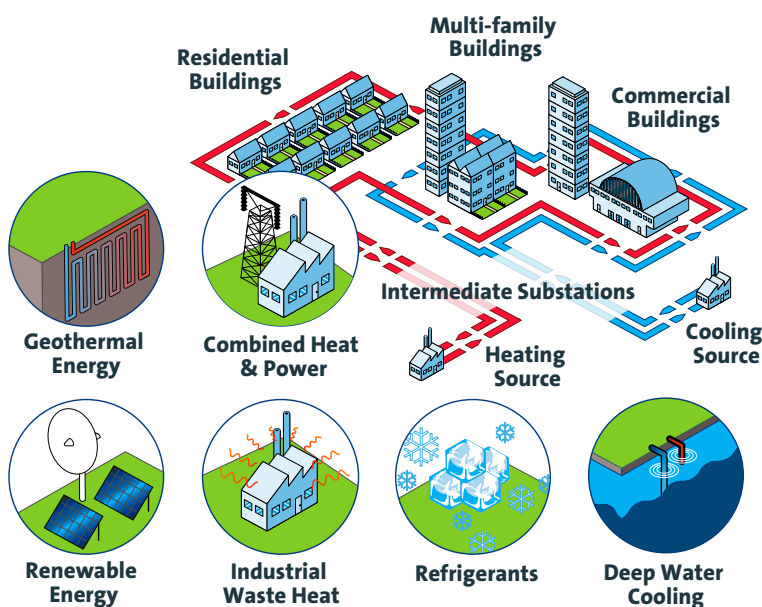 Multi-family
Buildings
Residential
Buildings
Commercial
Buildings
Intermediate Substations
Geothermal
Energy
Combined Heat
& Power
Heating
Source
Cooling
Source
Renewable
Energy
Industrial
Waste Heat
Refrigerants
Deep Water
Cooling